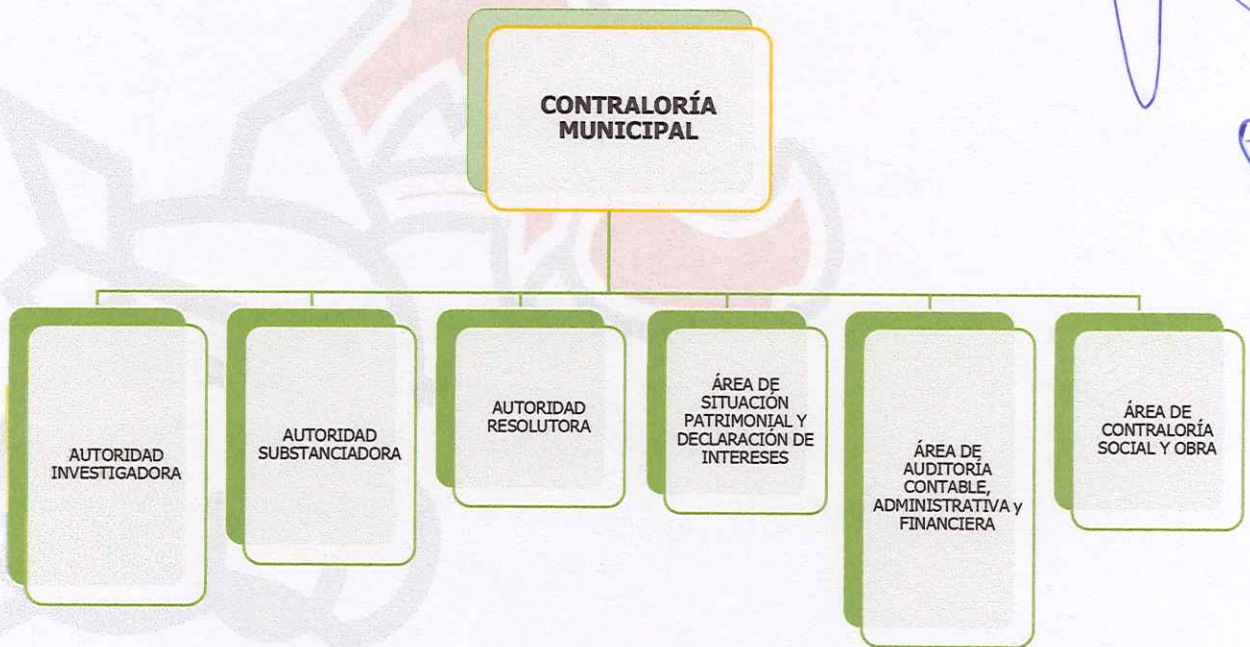 CONTRALORÍA
MUNICIPAL
AUTORIDAD
INVESTIGADORA
AUTORIDAD
SUBSTANCIADORA
AUTORIDAD
RESOLUTORA
ÁREA DE
SITUACIÓN
PATRIMONIAL Y
DECLARACIÓN DE
INTERESES
ÁREA DE
AUDITORÍA
CONTABLE,
ADMINISTRATIVA y
FINANCIERA
ÁREA DE
CONTRALORÍA
SOCIAL Y OBRA